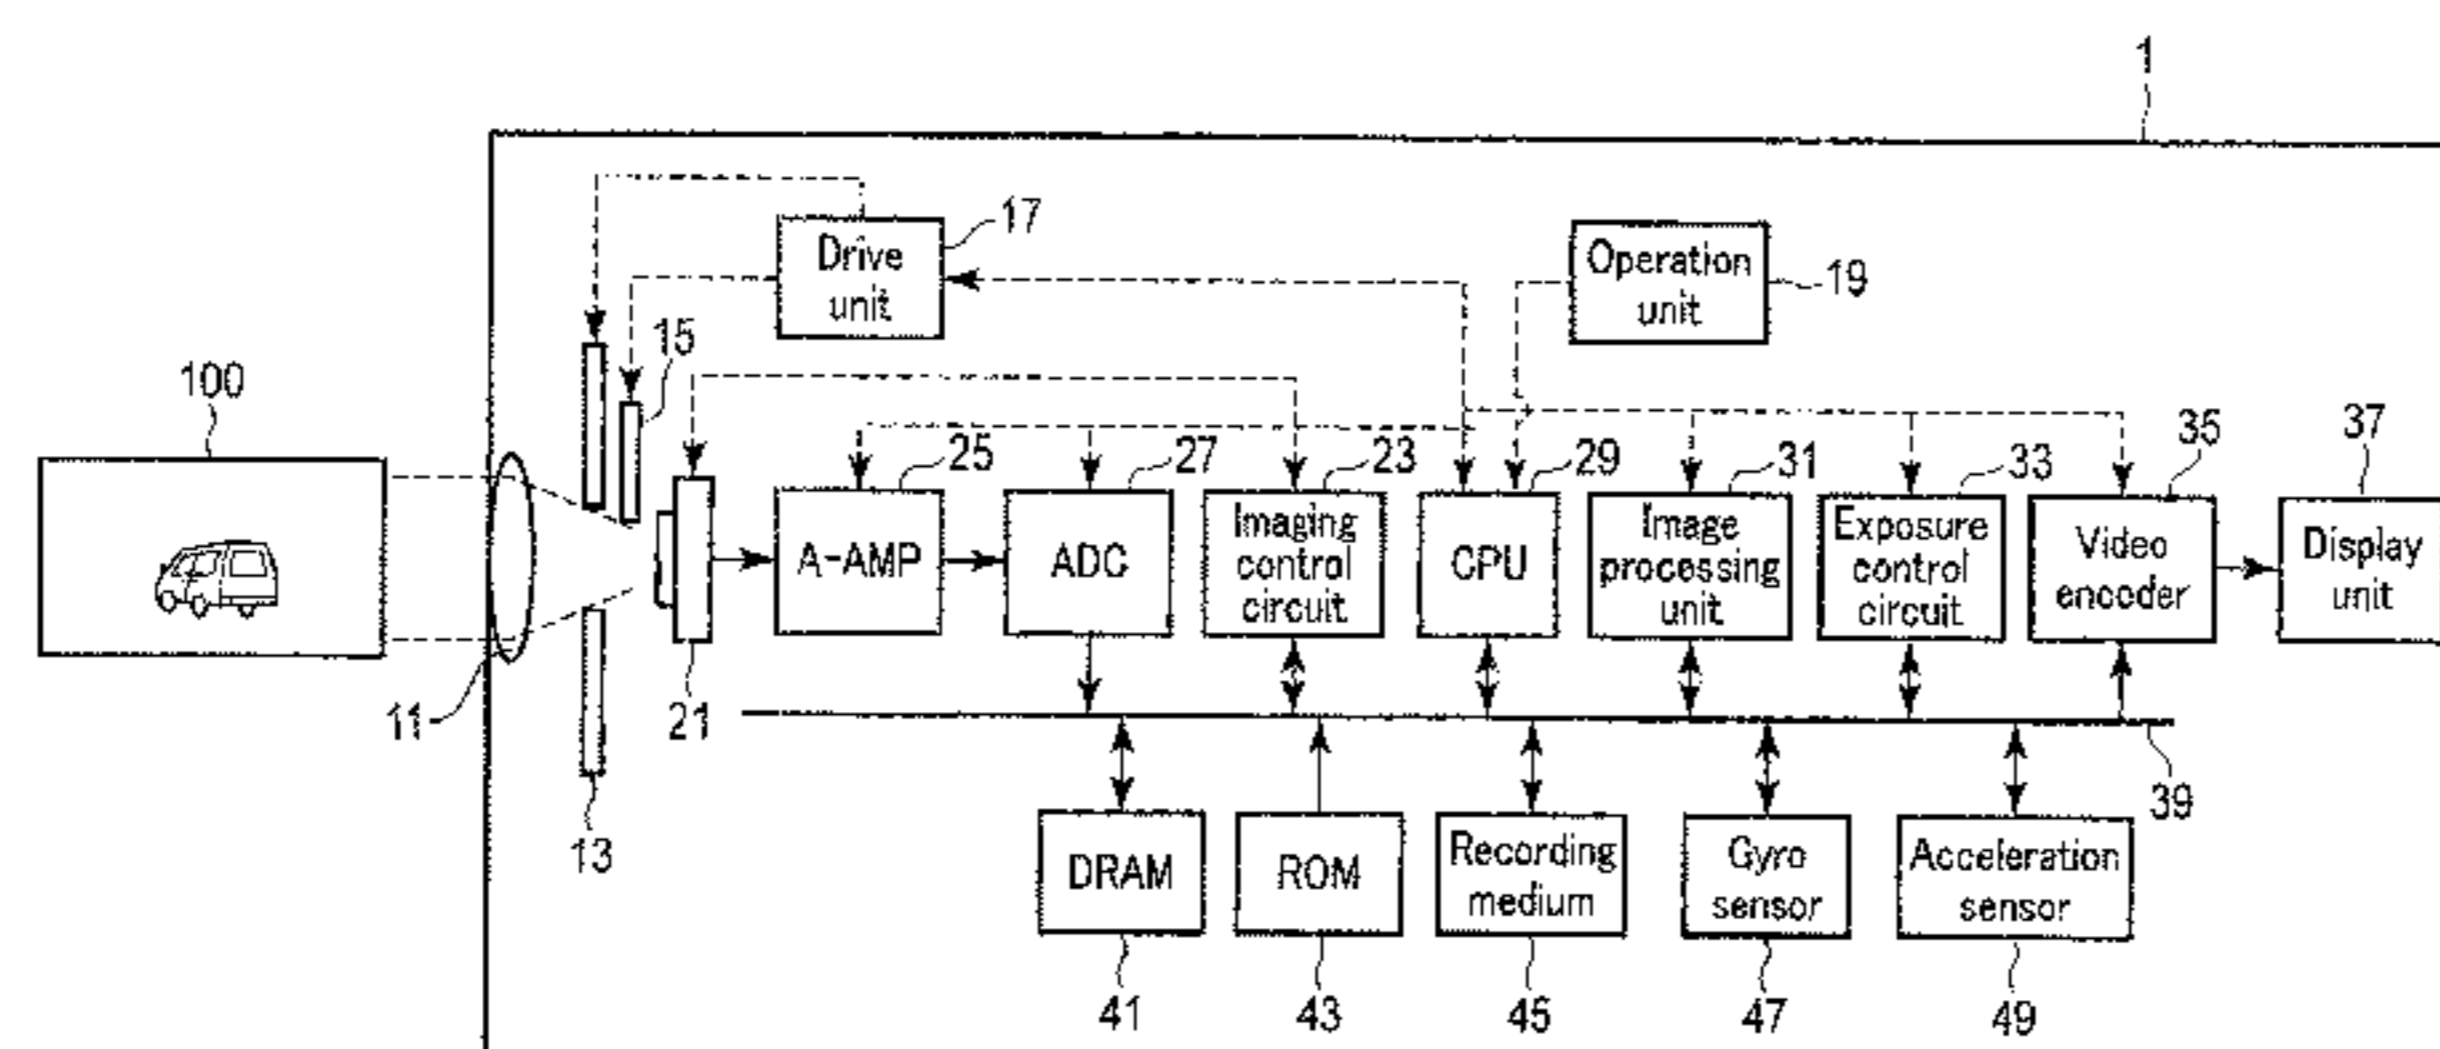 1
17
Drive
unit
Operation
unit
19
15
100
25
27
23
29
31
33
35
37
A-AMP
ADC
Imaging
control
circuit
CPU
Image
processing
unit
Exposure
control
circuit
Video
encoder
Display
unit
11
21
13
39
DRAM
ROM
Recording
medium
Gyro
sensor
Acceleration
sensor
41
43
45
47
49